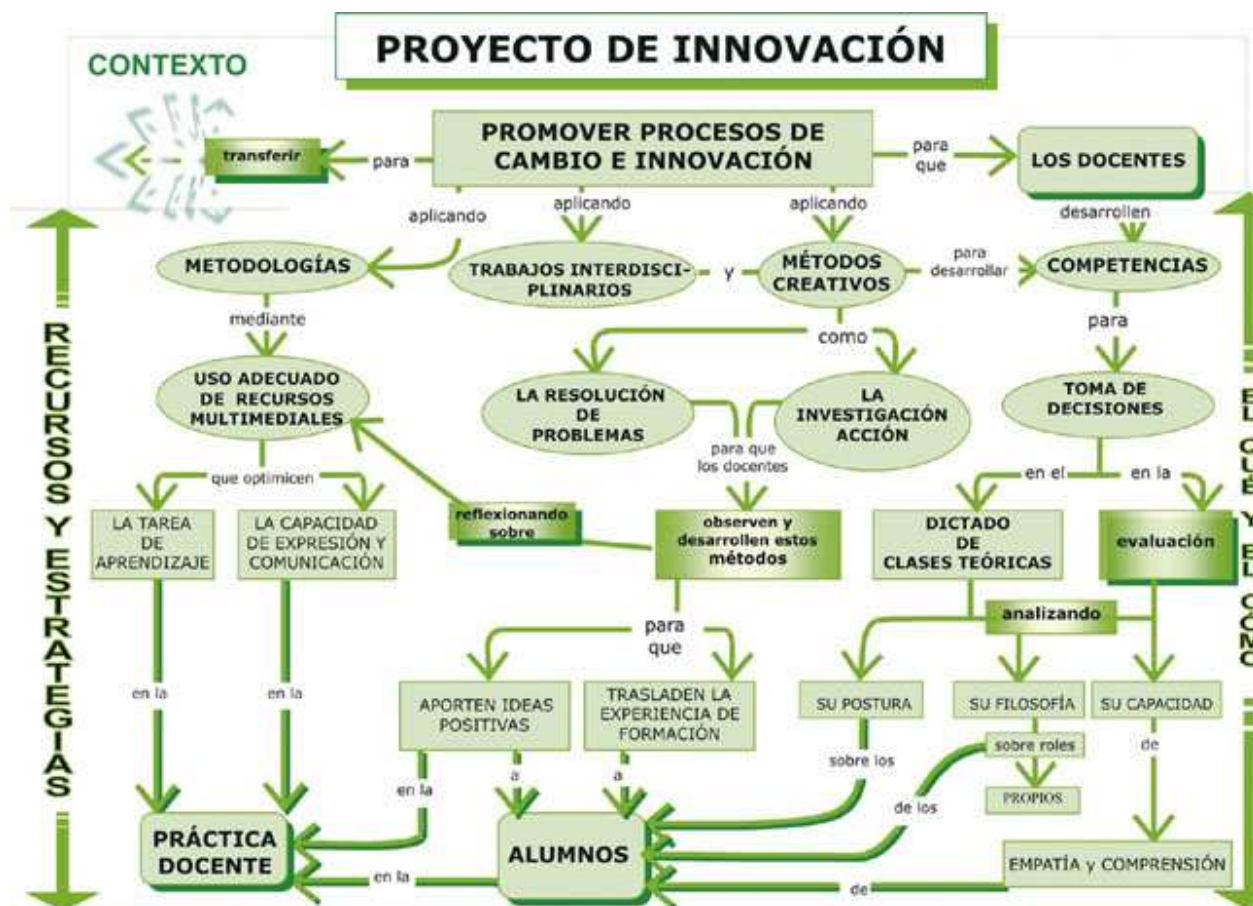 PROYECTO DE INNOVACIÓN
CONTEXTO
PROMOVER PROCESOS DE
CAMBIO E INNOVACIÓN
transferir
para
para
que
LOS DOCENTES
aplicando
aplicando
aplicando
desarrollen
METODOLOGÍAS
TRABAJOS INTERDISCI-
PLINARIOS
y
MÉTODOS
CREATIVOS
para
desarrollar
COMPETENCIAS
mediante
como
para
USO ADECUADO
DE RECURSOS
MULTIMEDIALES
LA RESOLUCIÓN
DE
PROBLEMAS
LA
INVESTIGACIÓN
ACCIÓN
TOMA DE
DECISIONES
para que
los docentes
que optimicen
en el
en la
LA TAREA
DE
APRENDIZAJE
LA CAPACIDAD
DE EXPRESIÓN Y
COMUNICACIÓN
reflexionando
sobre
observen y
desarrollen estos
métodos
DICTADO
DE
CLASES TEÓRICAS
evaluación
analizando
para
que
en la
en la
APORTEN IDEAS
POSITIVAS
TRASLADEN LA
EXPERIENCIA DE
FORMACIÓN
SU POSTURA
SU FILOSOFÍA
SU CAPACIDAD
sobre los
sobre roles
de
en la
a
a
de los
PROPIOS
PRÁCTICA
DOCENTE
ALUMNOS
EMPATÍA y COMPRENSIÓN
en la
de
RECURSOS Y ESTRATEGIAS
EL QUÉ Y EL CÓMO